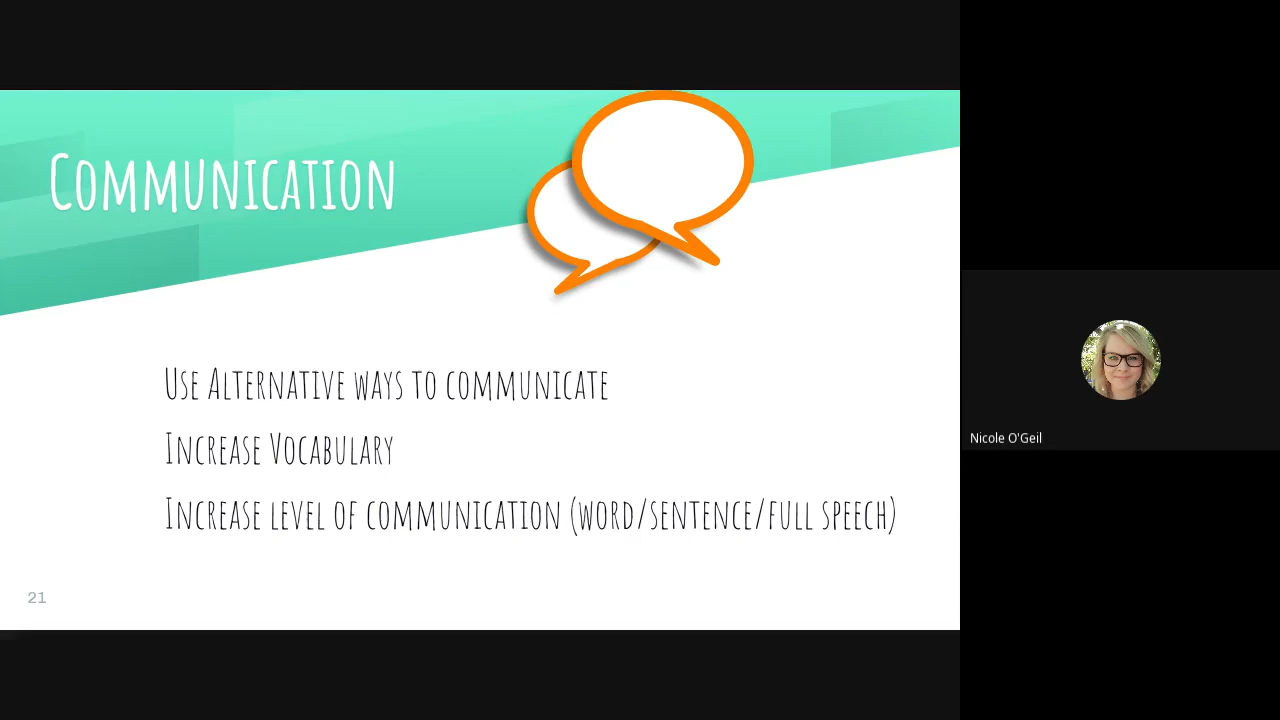 Communication
Use Alternative ways to communicate
Increase Vocabulary
Increase level of communication (word/sentence/full speech)
21
Nicole O'Geil